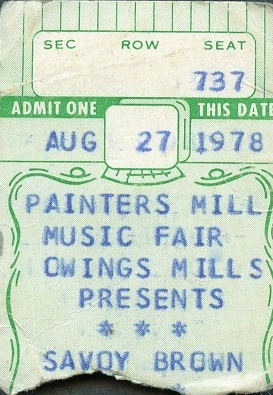 SEC ROW SEAT
737
ADMIT ONE THIS DATE
AUG 27 1978
PAINTERS MILL
MUSIC FAIR
OWINGS MILLS
PRESENTS
* * *
SAVOY BROWN